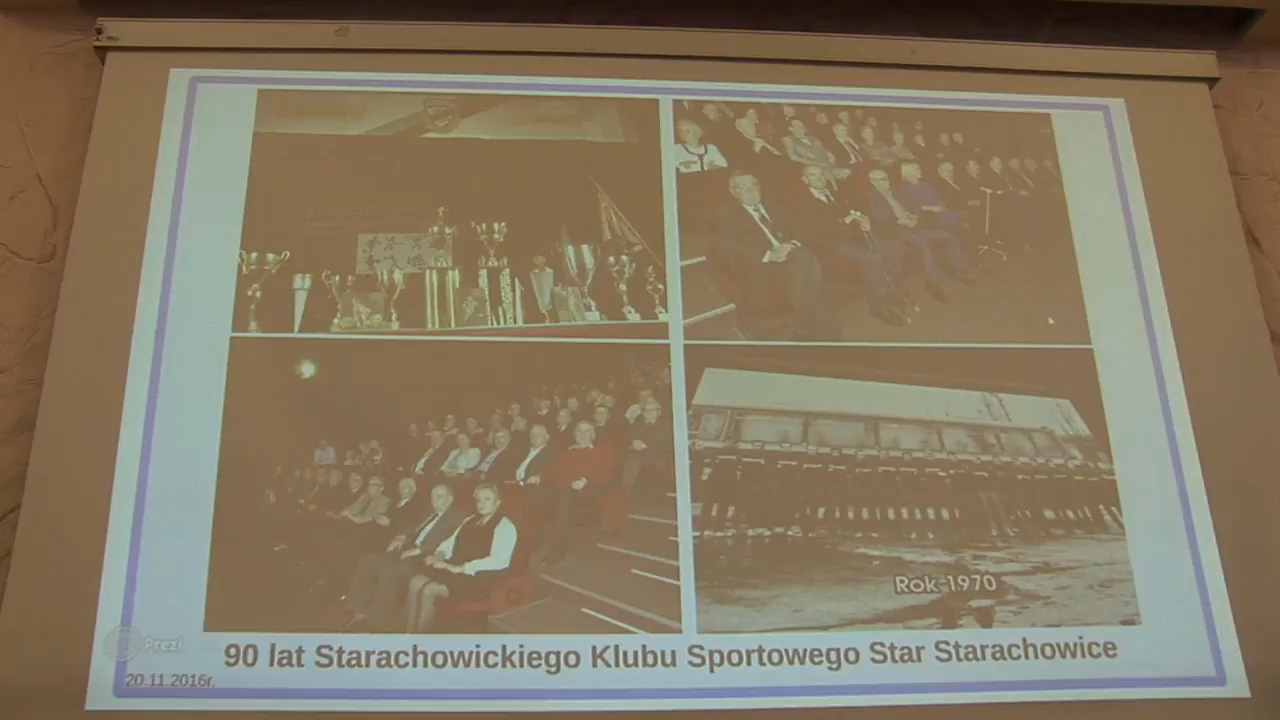 Rok 1970
Prezi
90 lat Starachowickiego Klubu Sportowego Star Starachowice
20.11.2016r.